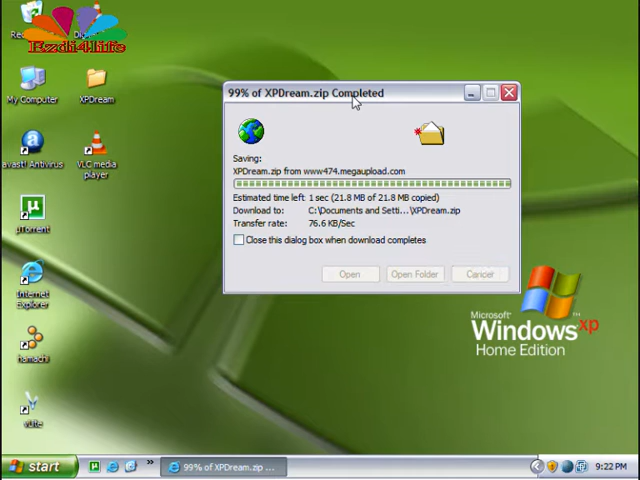 Bzdi4.life
My Computer
XPDream
avast! Antivirus
VLC media
player
µTorrent
Internet
Explorer
hamachi
vuze
99% of XPDream.zip Completed
Saving:
XPDream.zip from www474.megaupload.com
Estimated time left: 1 sec (21.8 MB of 21.8 MB copied)
Download to: C:\Documents and Setti...\XPDream.zip
Transfer rate: 76.6 KB/Sec
Close this dialog box when download completes
Open
Open Folder
Cancel
Microsoft
Windows xp
Home Edition
start
99% of XPDream.zip ...
9:22 PM